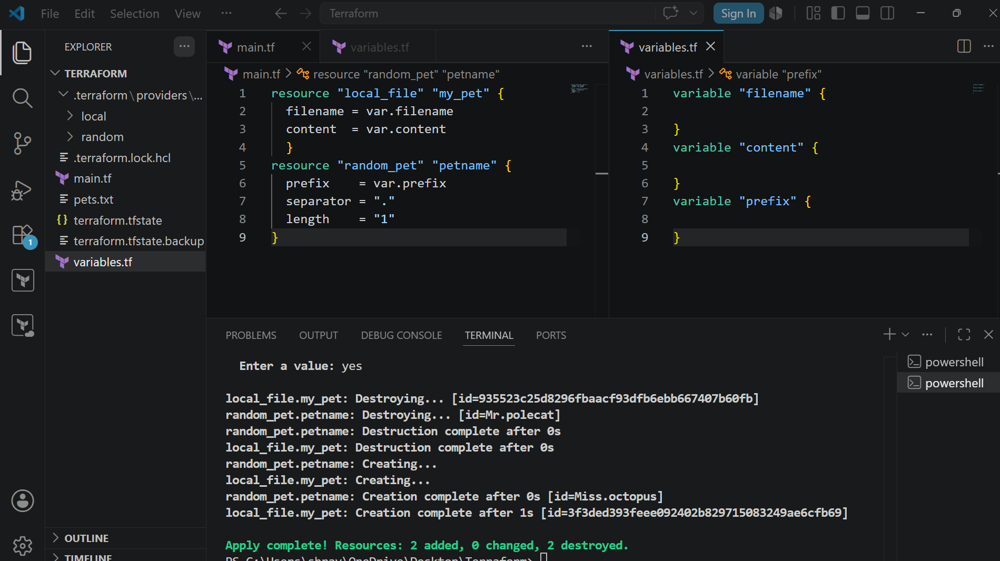 File Edit Selection View ··· Terraform Sign In
EXPLORER ···
TERRAFORM
.terraform\providers\...
local
random
.terraform.lock.hcl
main.tf
pets.txt
{} terraform.tfstate
terraform.tfstate.backup
variables.tf
1
OUTLINE
TIMELINE
main.tf variables.tf ···
main.tf > resource "random_pet" "petname"
1 resource "local_file" "my_pet" {
2 filename = var.filename
3 content = var.content
4 }
5 resource "random_pet" "petname" {
6 prefix = var.prefix
7 separator = "."
8 length = "1"
9 }
variables.tf ···
variables.tf > variable "prefix"
1 variable "filename" {
2
3 }
4 variable "content" {
5
6 }
7 variable "prefix" {
8
9 }
PROBLEMS OUTPUT DEBUG CONSOLE TERMINAL PORTS ···
Enter a value: yes
local_file.my_pet: Destroying... [id=935523c25d8296fbaacf93dfb6ebb667407b60fb]
random_pet.petname: Destroying... [id=Mr.polecat]
random_pet.petname: Destruction complete after 0s
local_file.my_pet: Destruction complete after 0s
random_pet.petname: Creating...
local_file.my_pet: Creating...
random_pet.petname: Creation complete after 0s [id=Miss.octopus]
local_file.my_pet: Creation complete after 1s [id=3f3ded393feee092402b829715083249ae6cfb69]
Apply complete! Resources: 2 added, 0 changed, 2 destroyed.
PS C:\Users\
\OneDrive\Desktop\Terraform>
powershell
powershell